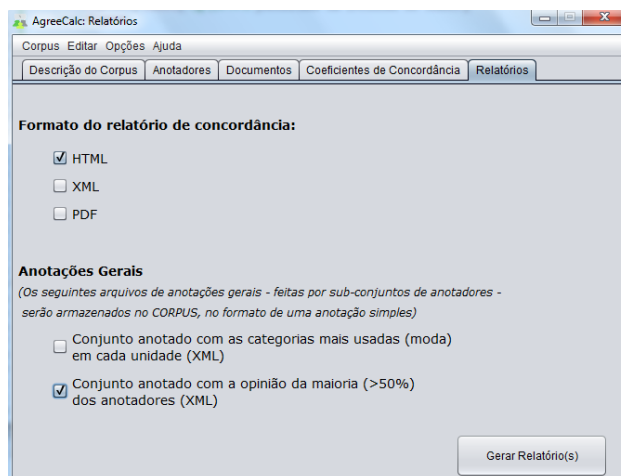 AgreeCalc: Relatórios
Corpus Editar Opções Ajuda
Descrição do Corpus Anotadores Documentos Coeficientes de Concordância Relatórios
Formato do relatório de concordância:
HTML
XML
PDF
Anotações Gerais
(Os seguintes arquivos de anotações gerais - feitas por sub-conjuntos de anotadores -
serão armazenados no CORPUS, no formato de uma anotação simples)
Conjunto anotado com as categorias mais usadas (moda)
em cada unidade (XML)
Conjunto anotado com a opinião da maioria (>50%)
dos anotadores (XML)
Gerar Relatório(s)